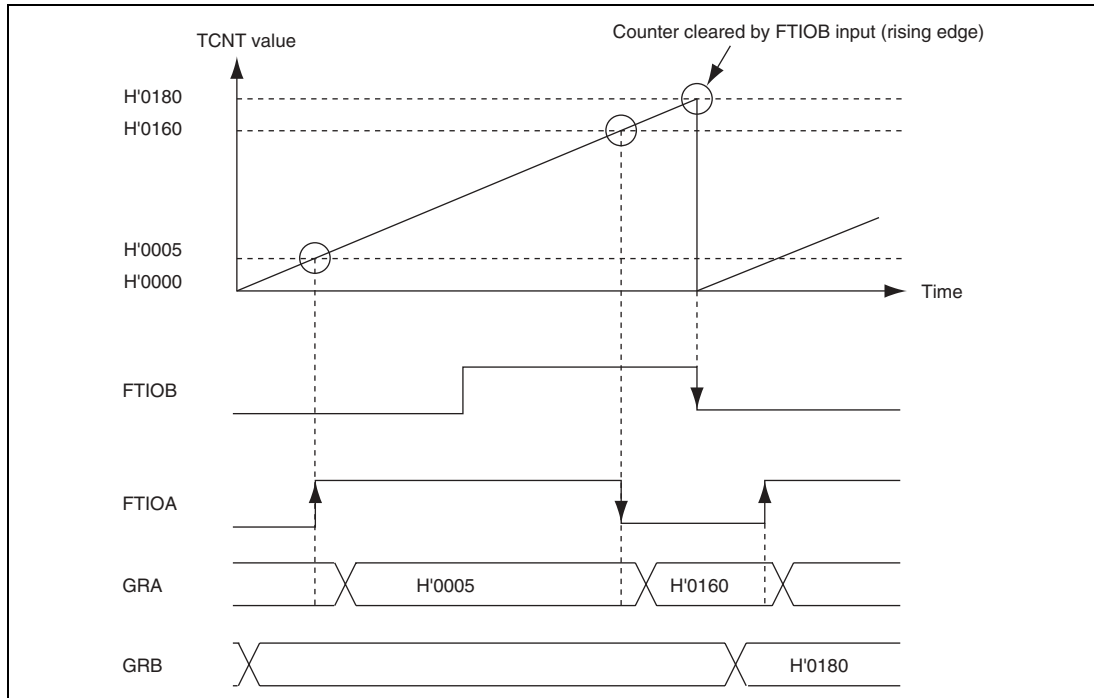 Counter cleared by FTIOB input (rising edge)
TCNT value
H'0180
H'0160
H'0005
H'0000
Time
FTIOB
FTIOA
GRA
H'0005
H'0160
GRB
H'0180